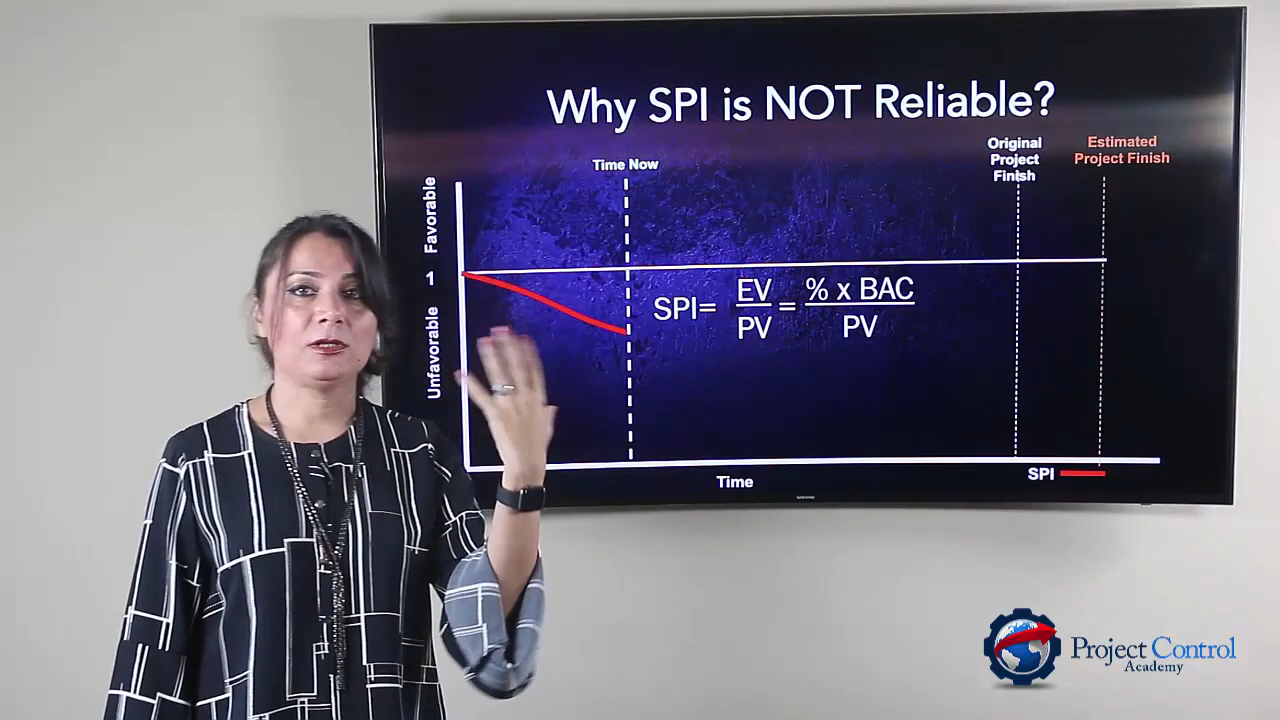 Why SPI is NOT Reliable?
Original
Project
Finish
Estimated
Project Finish
Time Now
Favorable
1
Unfavorable
SPI= EV/PV = % x BAC/PV
SPI
Time
SAMSUNG
Project Control
Academy